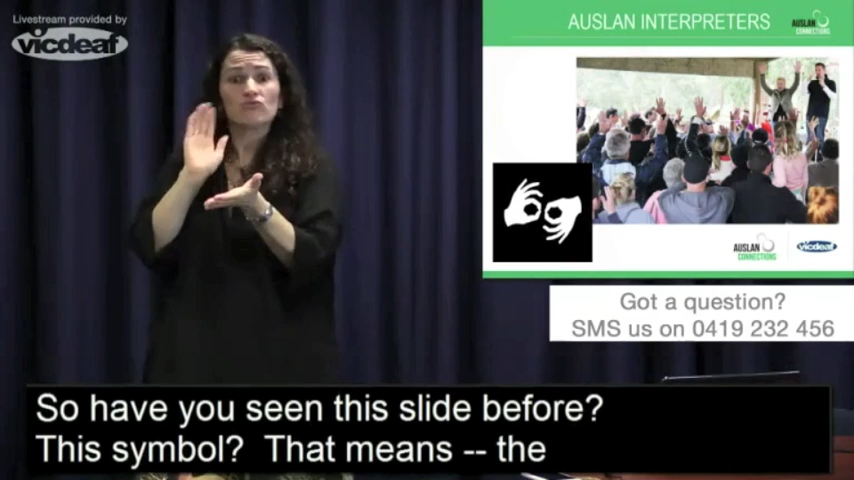 Livestream provided by
vicdeaf
AUSLAN INTERPRETERS
AUSLAN
CONNECTIONS
AUSLAN
CONNECTIONS
vicdeaf
Got a question?
SMS us on 0419 232 456
So have you seen this slide before?
This symbol?  That means -- the